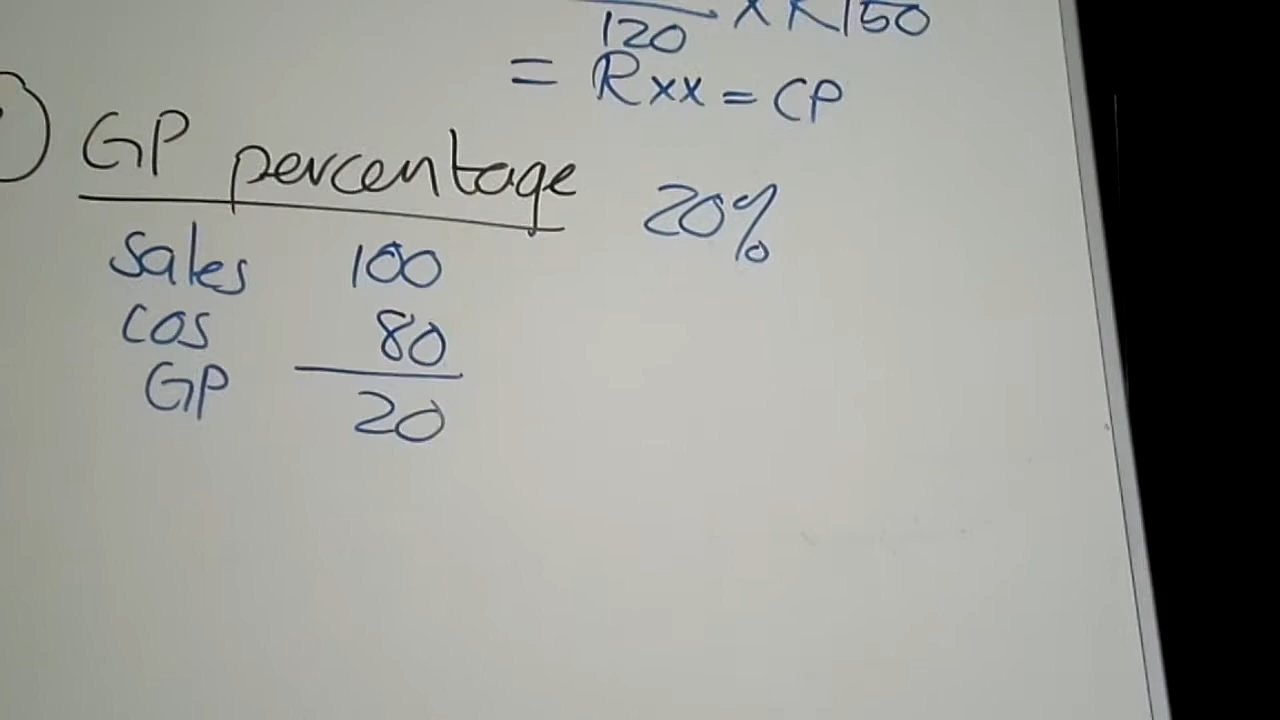 120 × R150
= Rxx = CP
GP percentage 20%
Sales 100
COS 80
GP 20